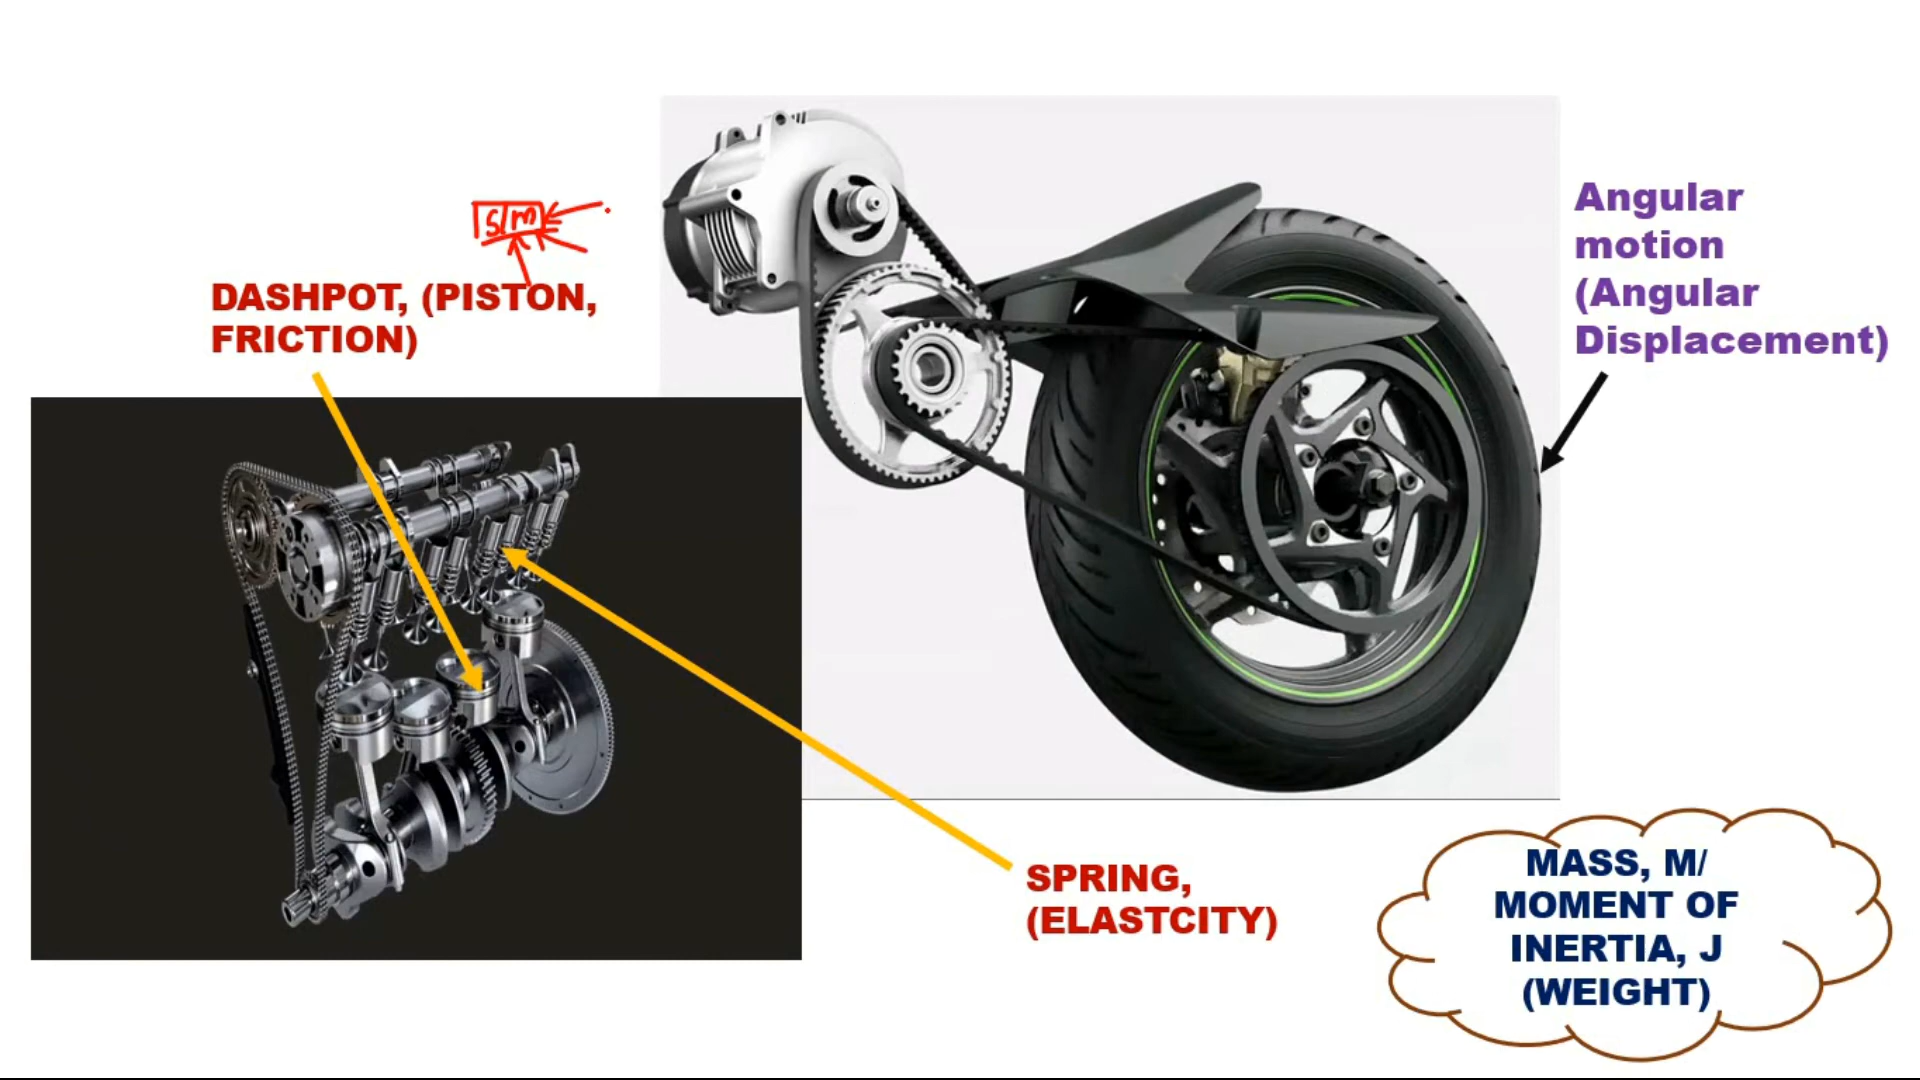 S/m
DASHPOT, (PISTON,
FRICTION)
Angular
motion
(Angular
Displacement)
SPRING,
(ELASTCITY)
MASS, M/
MOMENT OF
INERTIA, J
(WEIGHT)